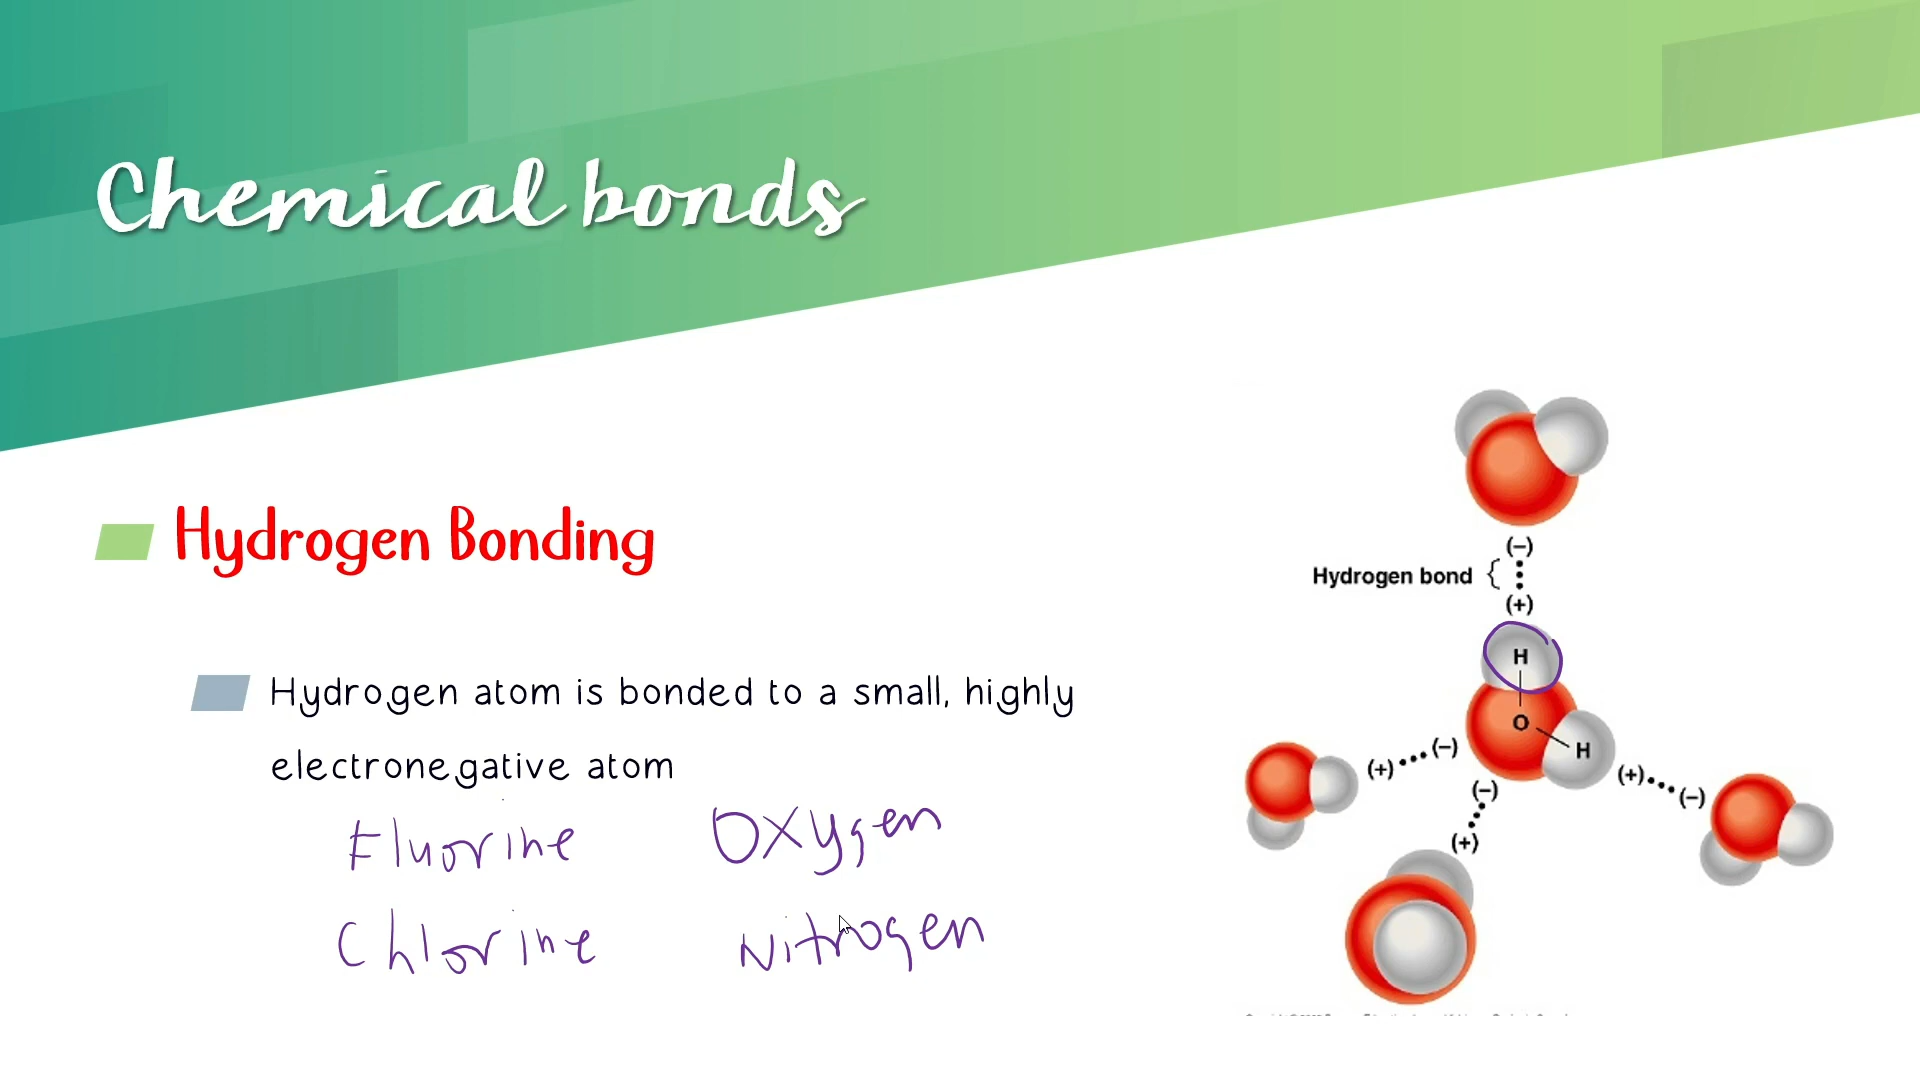 Chemical bonds
Hydrogen Bonding
Hydrogen atom is bonded to a small, highly
electronegative atom
Fluorine Oxygen
Chlorine Nitrogen
(–)
Hydrogen bond {
(+)
H
O
H
(+) (–)
(–)
(+)
(+) (–)